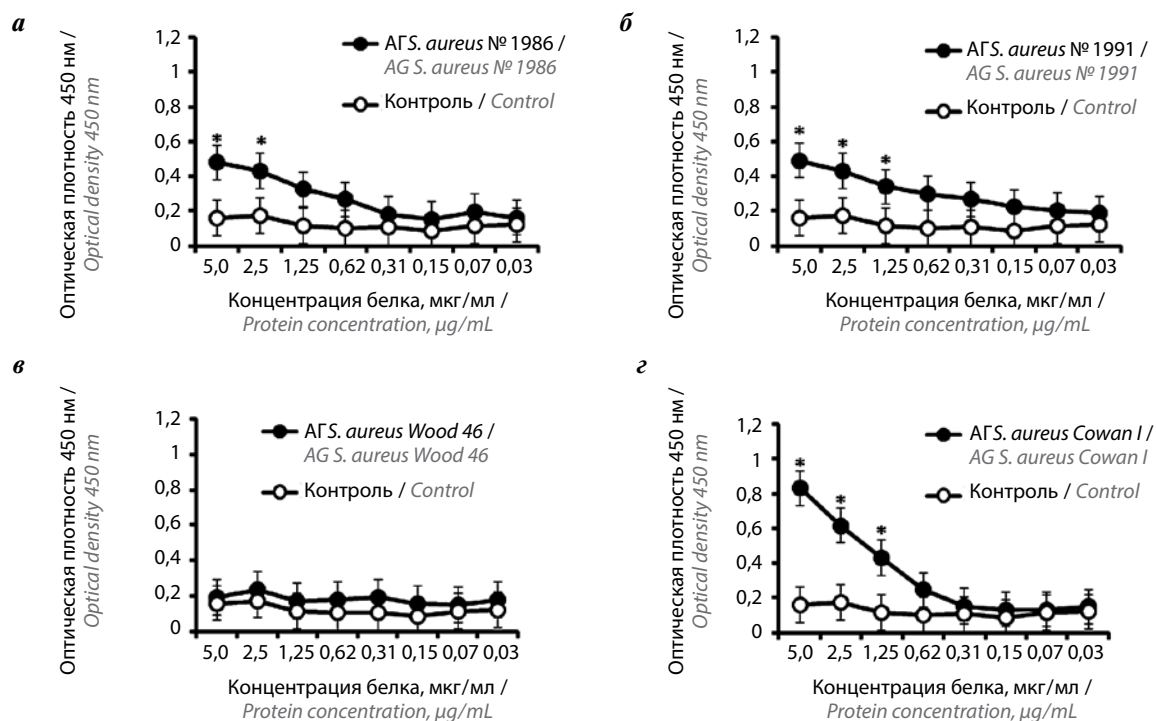 а
Оптическая плотность 450 нм /
Optical density 450 nm
1,2
1
0,8
0,6
0,4
0,2
0
АГS. aureus № 1986 /
AG S. aureus № 1986
Контроль / Control
* *
5,0 2,5 1,25 0,62 0,31 0,15 0,07 0,03
Концентрация белка, мкг/мл /
Protein concentration, µg/mL
б
Оптическая плотность 450 нм /
Optical density 450 nm
1,2
1
0,8
0,6
0,4
0,2
0
АГS. aureus № 1991 /
AG S. aureus № 1991
Контроль / Control
* * *
5,0 2,5 1,25 0,62 0,31 0,15 0,07 0,03
Концентрация белка, мкг/мл /
Protein concentration, µg/mL
в
Оптическая плотность 450 нм /
Optical density 450 nm
1,2
1
0,8
0,6
0,4
0,2
0
АГS. aureus Wood 46 /
AG S. aureus Wood 46
Контроль / Control
5,0 2,5 1,25 0,62 0,31 0,15 0,07 0,03
Концентрация белка, мкг/мл /
Protein concentration, µg/mL
г
Оптическая плотность 450 нм /
Optical density 450 nm
1,2
1
0,8
0,6
0,4
0,2
0
АГS. aureus Cowan I /
AG S. aureus Cowan I
Контроль / Control
* * *
5,0 2,5 1,25 0,62 0,31 0,15 0,07 0,03
Концентрация белка, мкг/мл /
Protein concentration, µg/mL